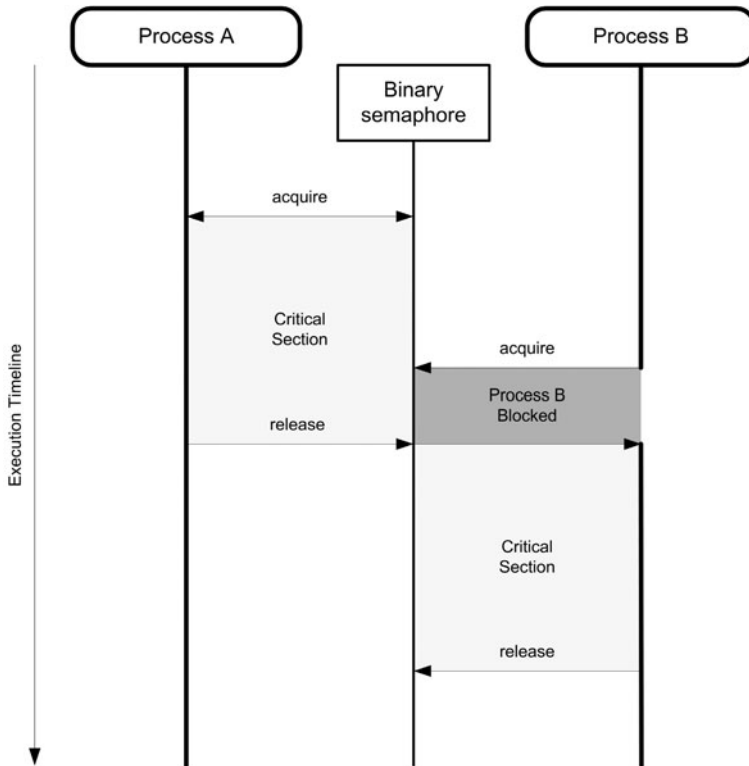 Process A
Process B
Binary
semaphore
acquire
Critical
Section
acquire
Process B
Blocked
release
Execution Timeline
Critical
Section
release